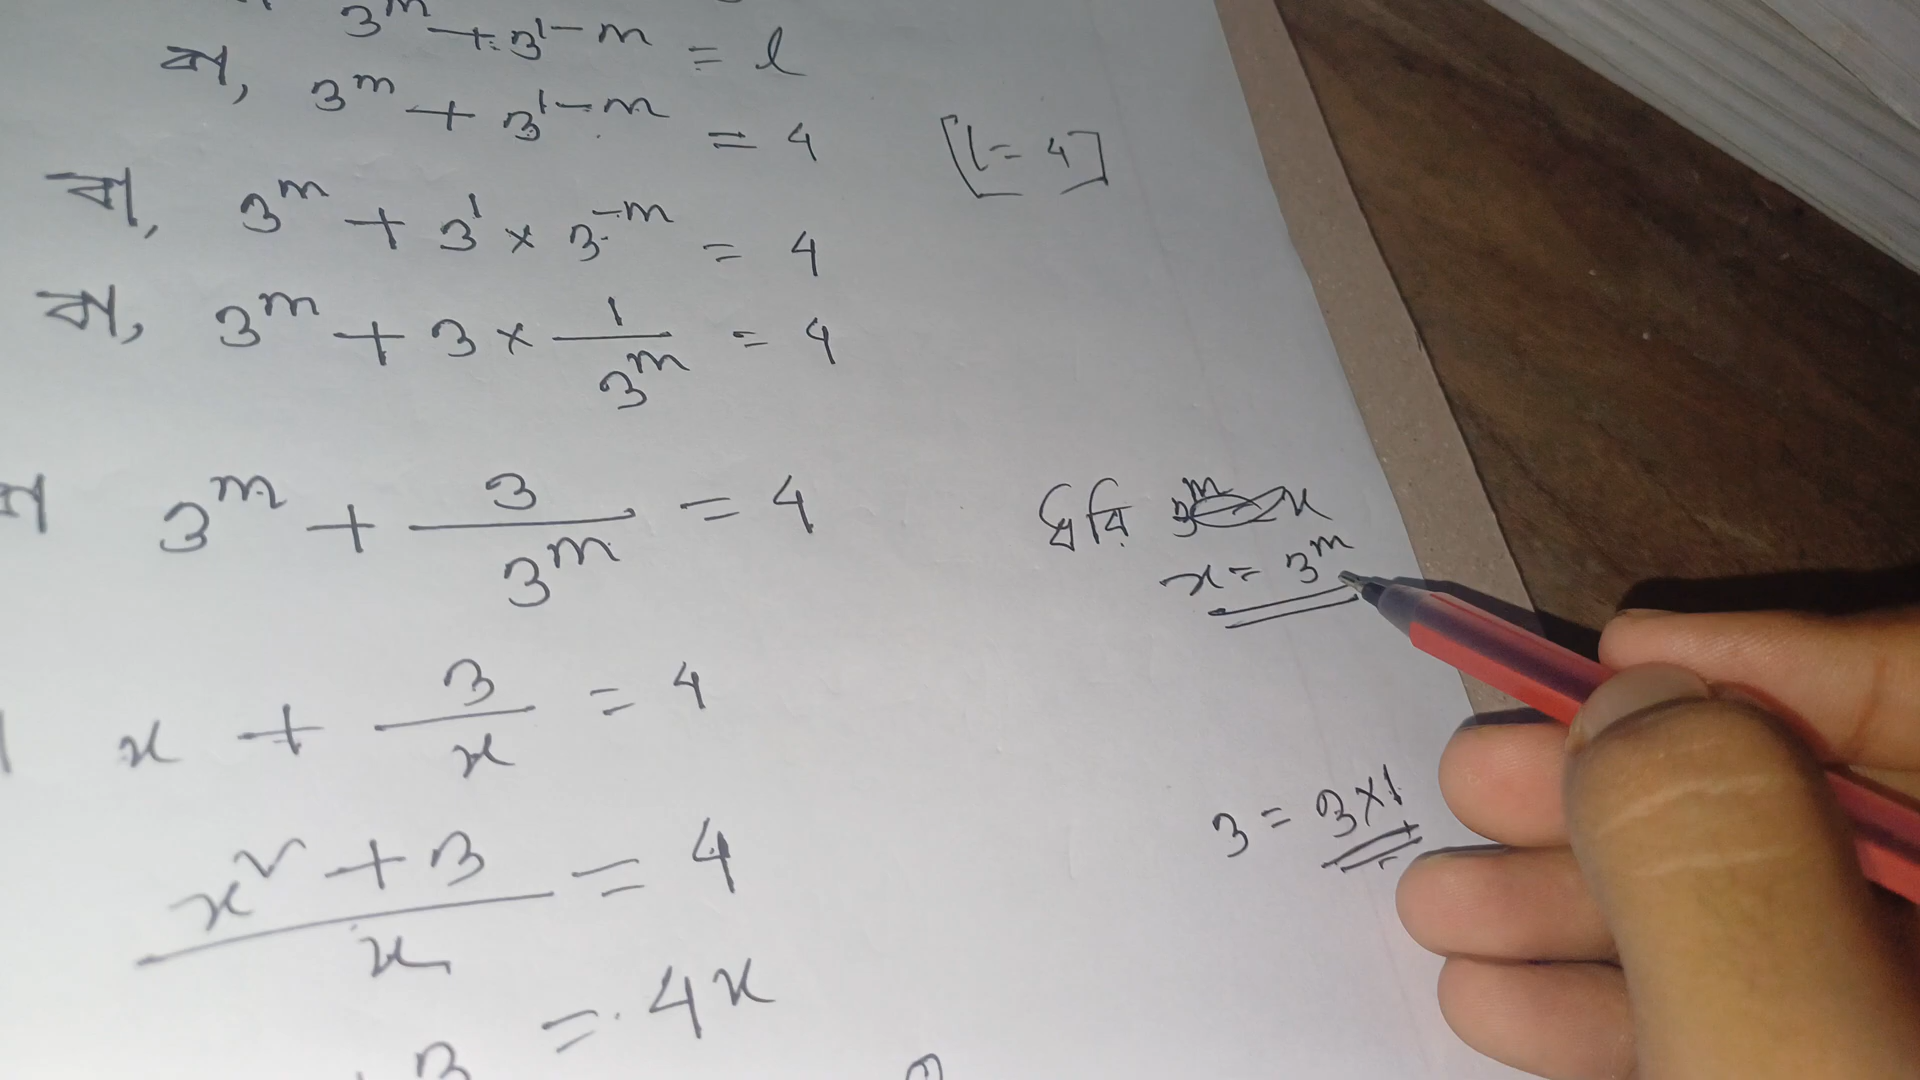 3^m + 3^{1-m} = l
বা, 3^m + 3^{1-m} = 4 [l = 4]
বা, 3^m + 3^1 × 3^{-m} = 4
বা, 3^m + 3 × 1/3^m = 4
বা 3^m + 3/3^m = 4
ধরি
x = 3^m
x + 3/x = 4
3 = 3×1
(x² + 3)/x = 4
3 = 4x